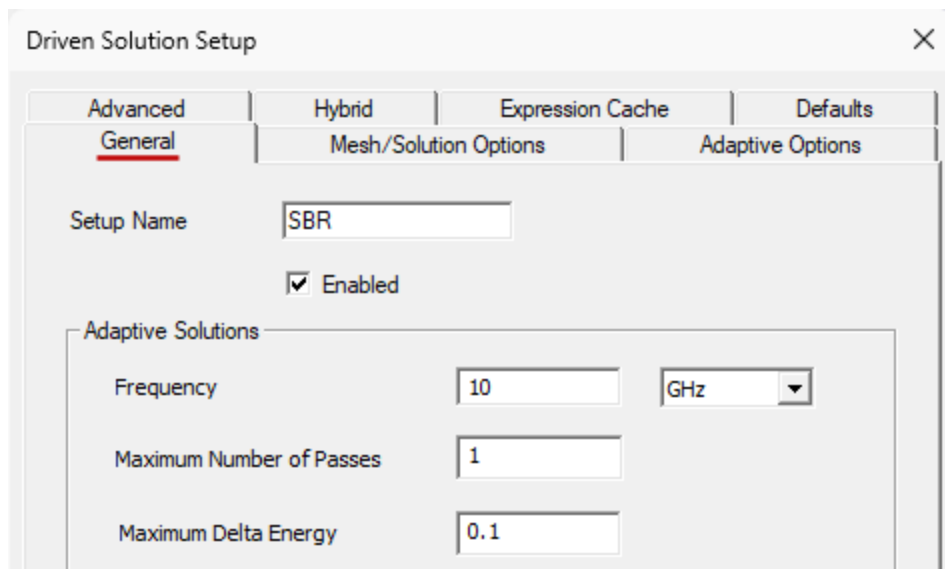 Driven Solution Setup
Advanced Hybrid Expression Cache Defaults
General Mesh/Solution Options Adaptive Options
Setup Name SBR
Enabled
Adaptive Solutions
Frequency 10 GHz
Maximum Number of Passes 1
Maximum Delta Energy 0.1